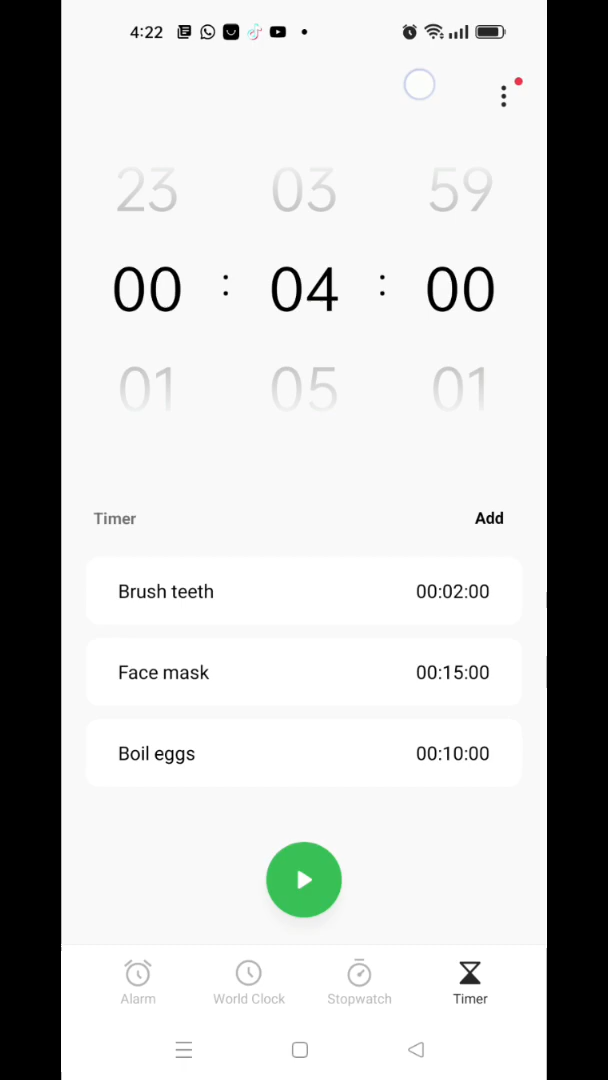 4:22
23 03 59
00 : 04 : 00
01 05 01
Timer Add
Brush teeth 00:02:00
Face mask 00:15:00
Boil eggs 00:10:00
Alarm World Clock Stopwatch Timer